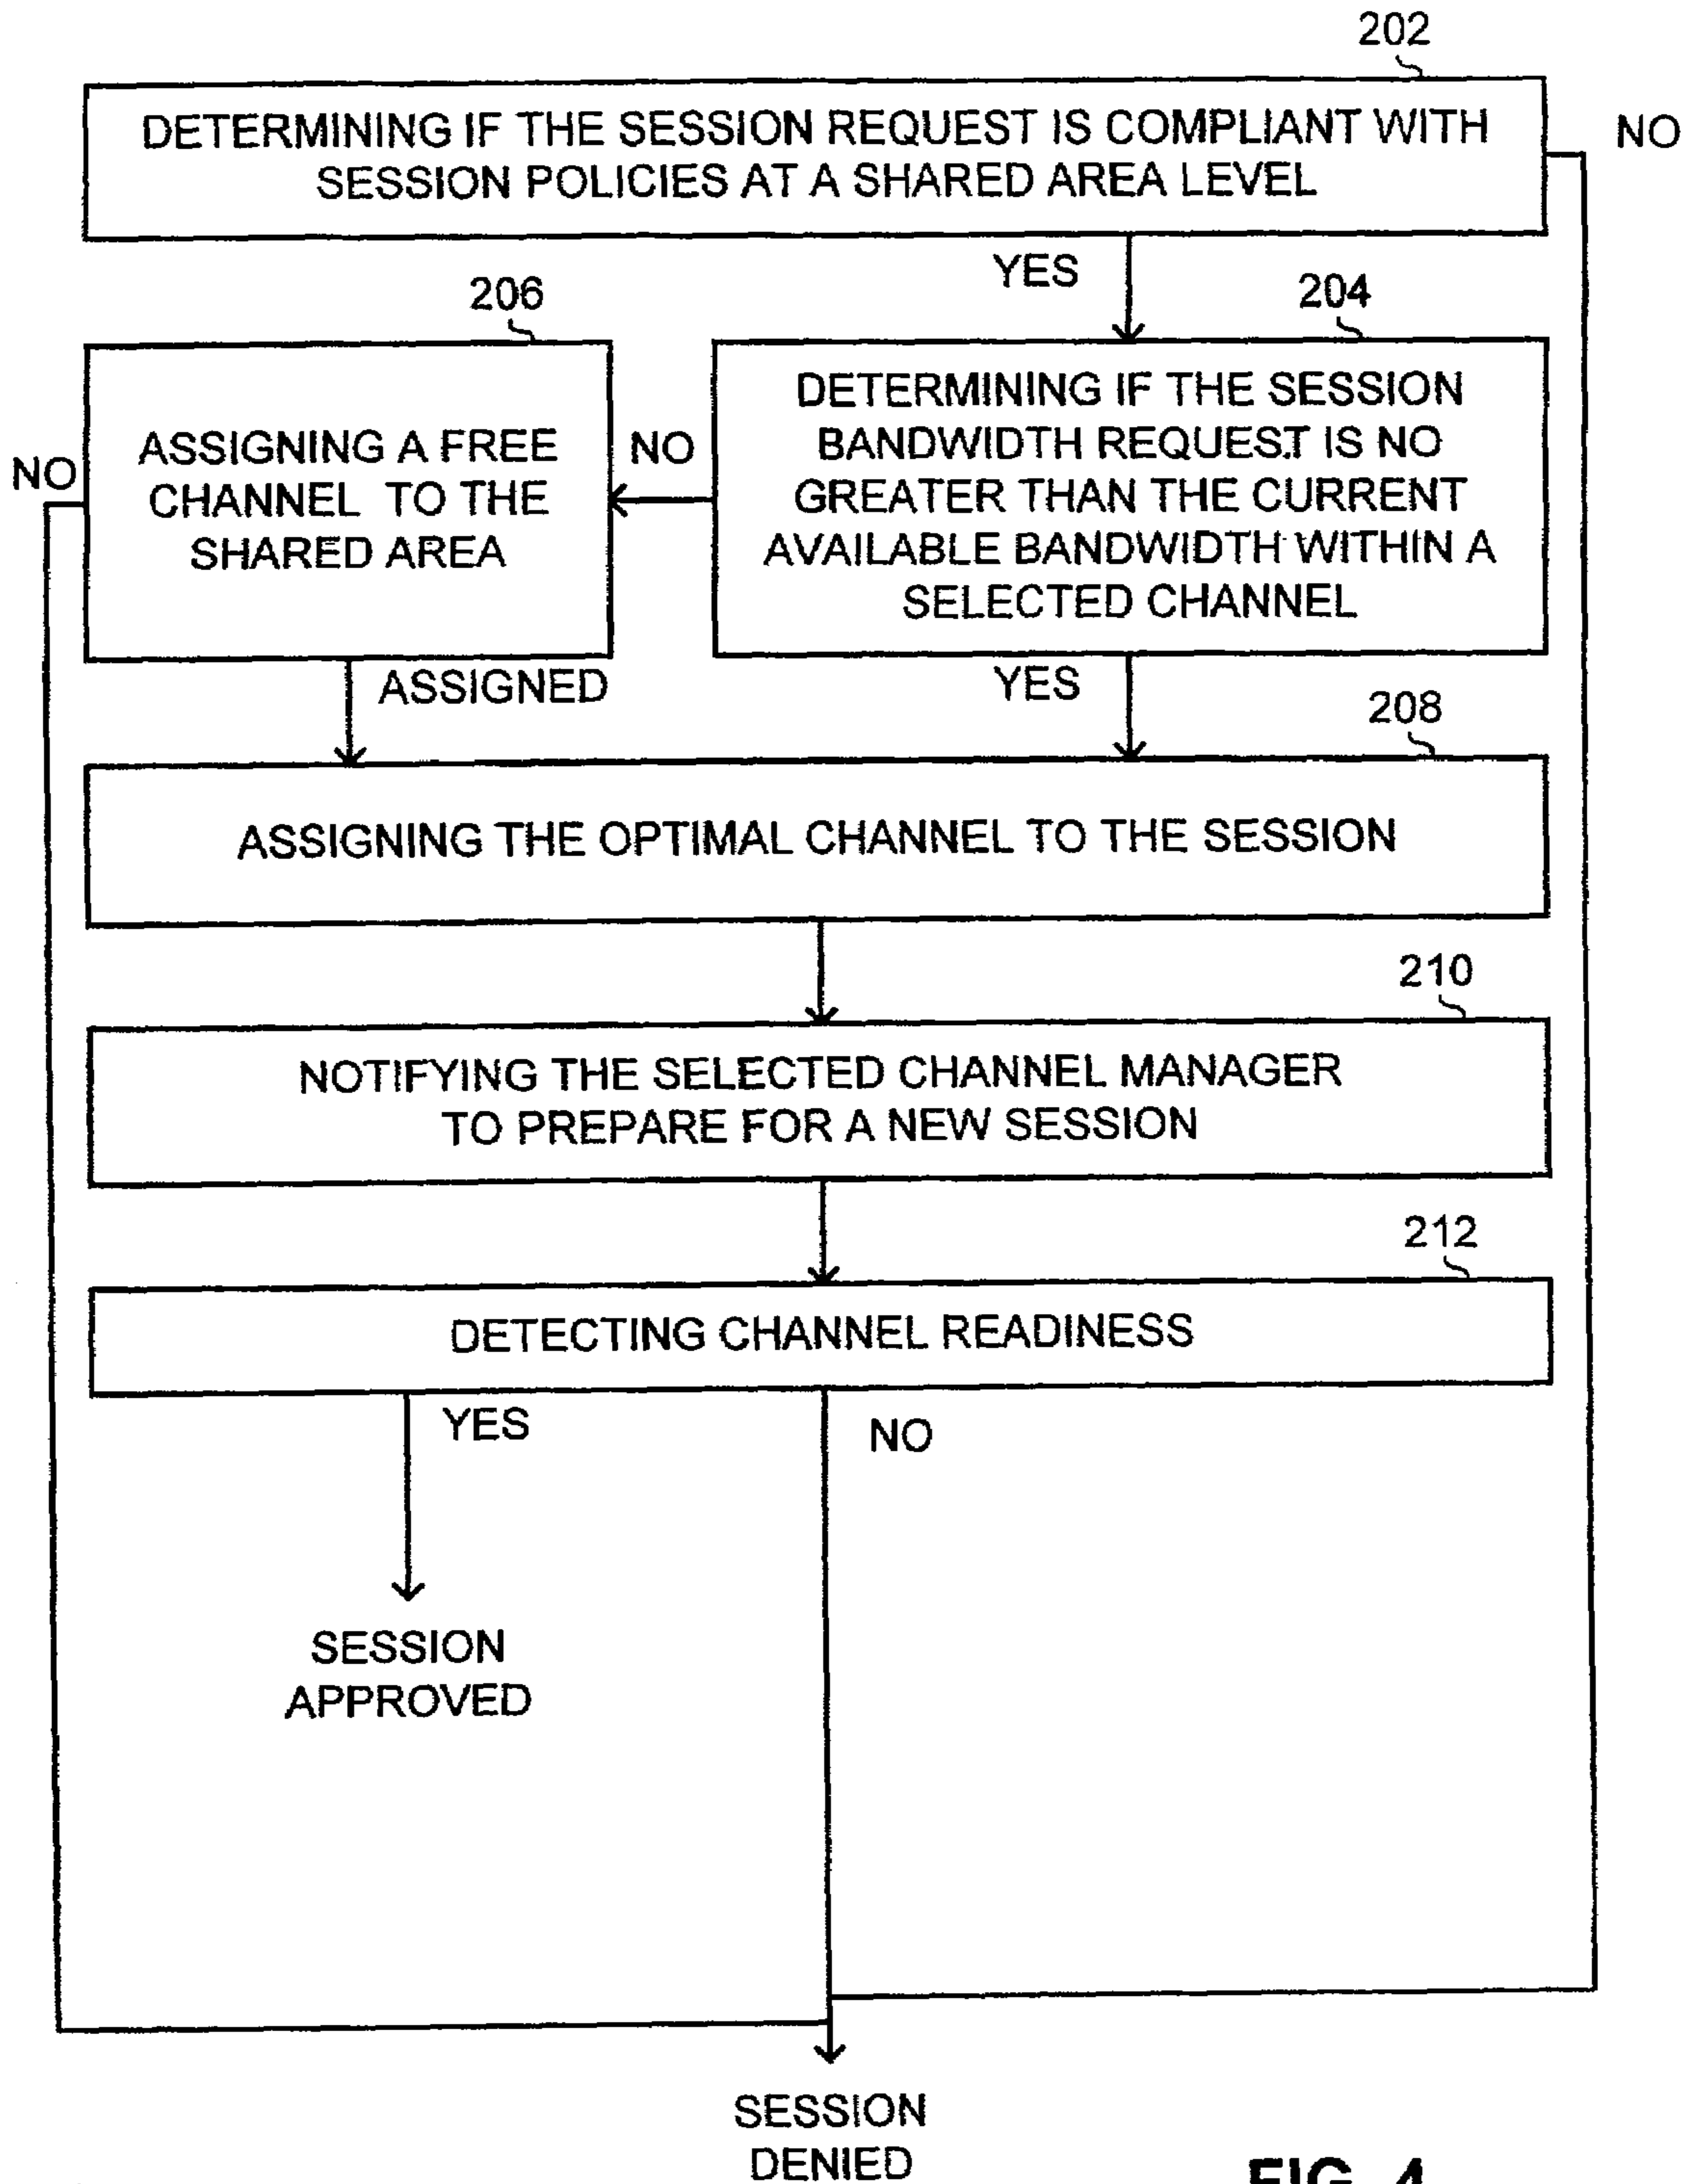 202
DETERMINING IF THE SESSION REQUEST IS COMPLIANT WITH
SESSION POLICIES AT A SHARED AREA LEVEL
NO
YES
206
204
NO
ASSIGNING A FREE
CHANNEL TO THE
SHARED AREA
NO
DETERMINING IF THE SESSION
BANDWIDTH REQUEST IS NO
GREATER THAN THE CURRENT
AVAILABLE BANDWIDTH WITHIN A
SELECTED CHANNEL
ASSIGNED
YES
208
ASSIGNING THE OPTIMAL CHANNEL TO THE SESSION
210
NOTIFYING THE SELECTED CHANNEL MANAGER
TO PREPARE FOR A NEW SESSION
212
DETECTING CHANNEL READINESS
YES
NO
SESSION
APPROVED
SESSION
DENIED
FIG. 4